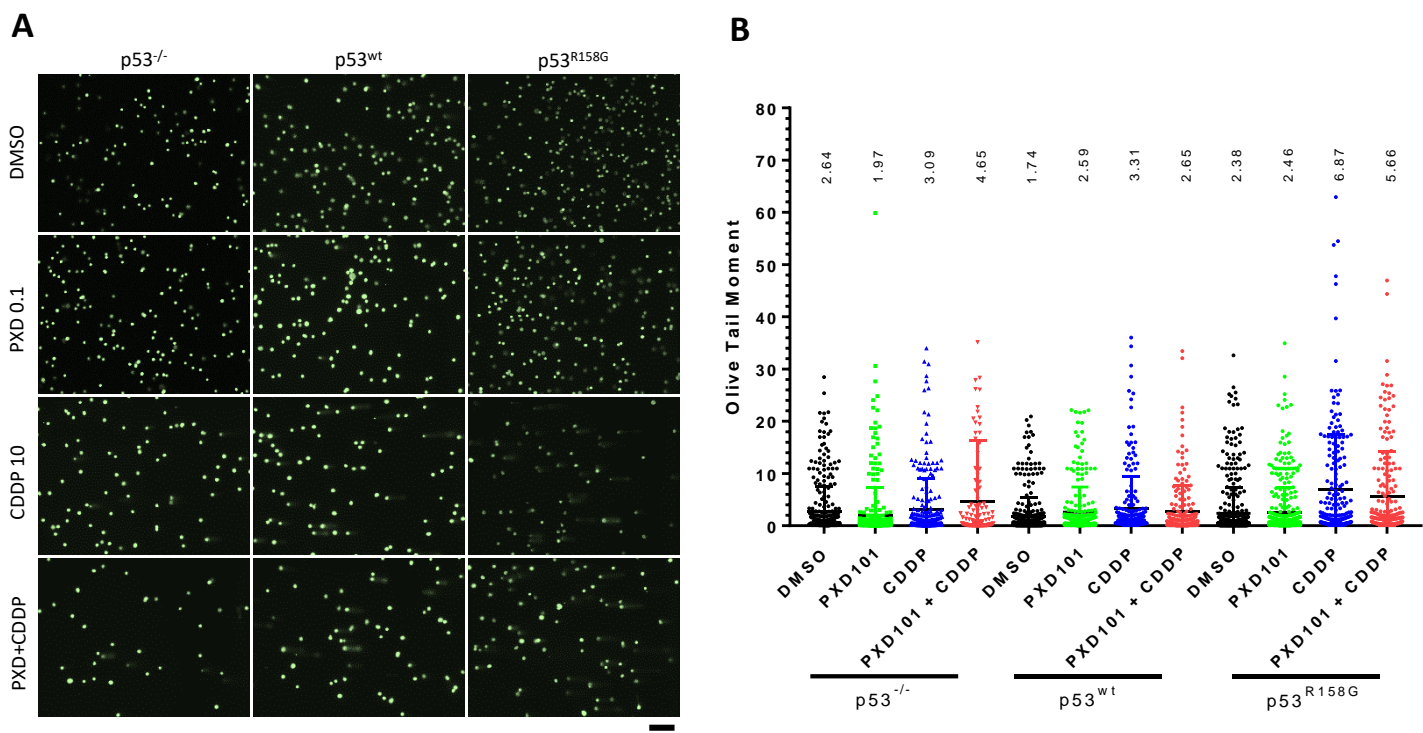 A
p53-/- p53wt p53R158G
DMSO
PXD 0.1
CDDP 10
PXD+CDDP
B
Olive Tail Moment
80
70
60
50
40
30
20
10
0
2.64 1.97 3.09 4.65 1.74 2.59 3.31 2.65 2.38 2.46 6.87 5.66
DMSO PXD101 CDDP PXD101 + CDDP DMSO PXD101 CDDP PXD101 + CDDP DMSO PXD101 CDDP PXD101 + CDDP
p53-/- p53wt p53R158G